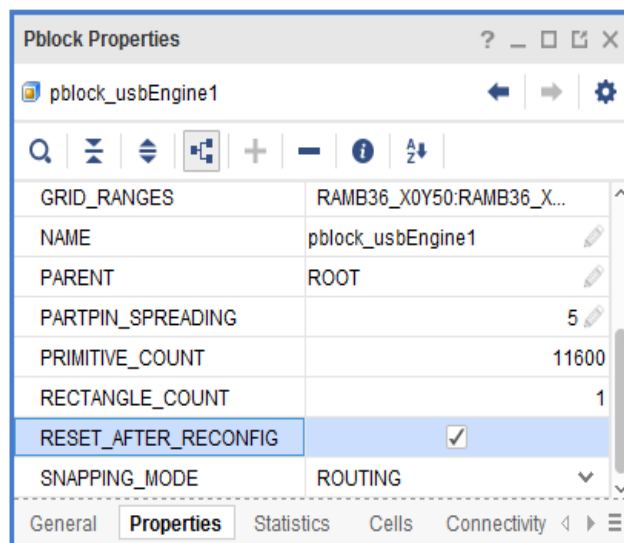 Pblock Properties
pblock_usbEngine1
GRID_RANGES RAMB36_X0Y50:RAMB36_X...
NAME pblock_usbEngine1
PARENT ROOT
PARTPIN_SPREADING 5
PRIMITIVE_COUNT 11600
RECTANGLE_COUNT 1
RESET_AFTER_RECONFIG
SNAPPING_MODE ROUTING
General Properties Statistics Cells Connectivity